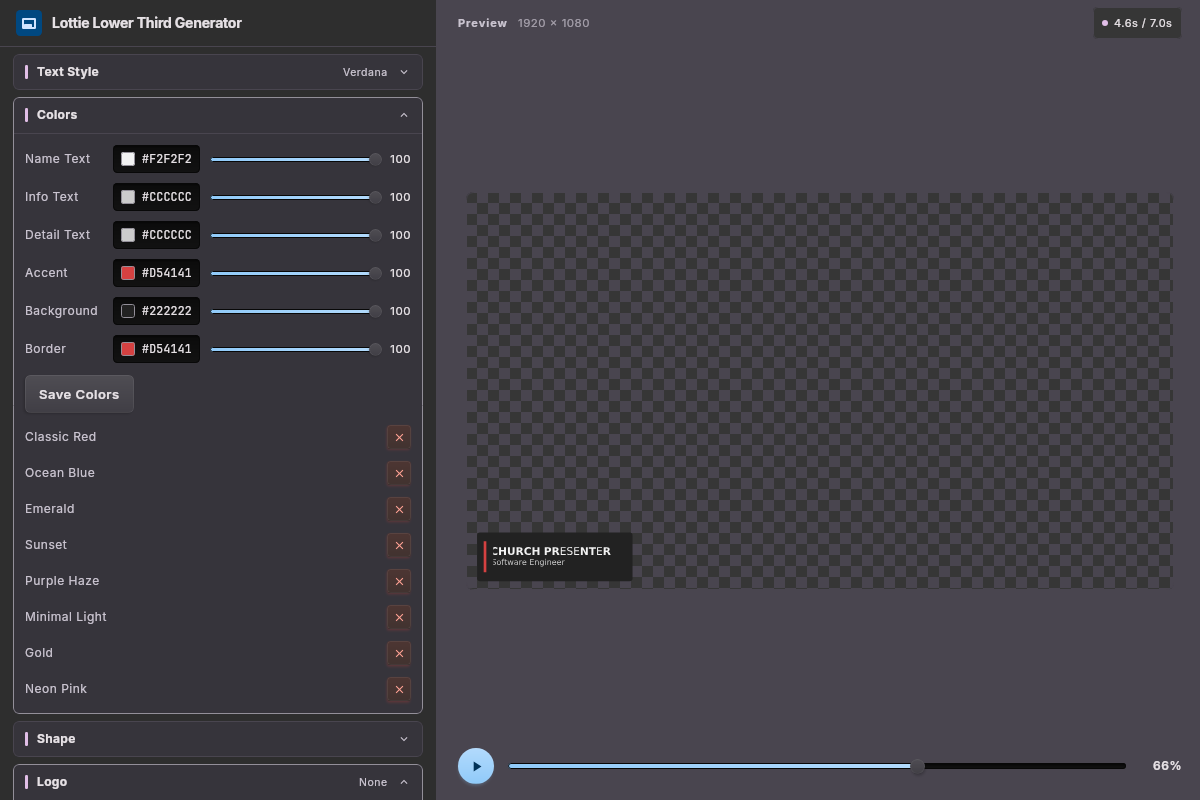 Lottie Lower Third Generator
Text Style Verdana
Colors
Name Text #F2F2F2 100
Info Text #CCCCCC 100
Detail Text #CCCCCC 100
Accent #D54141 100
Background #222222 100
Border #D54141 100
Save Colors
Classic Red
Ocean Blue
Emerald
Sunset
Purple Haze
Minimal Light
Gold
Neon Pink
Shape
Logo None
Preview 1920 × 1080
4.6s / 7.0s
CHURCH PRESENTER
Software Engineer
66%